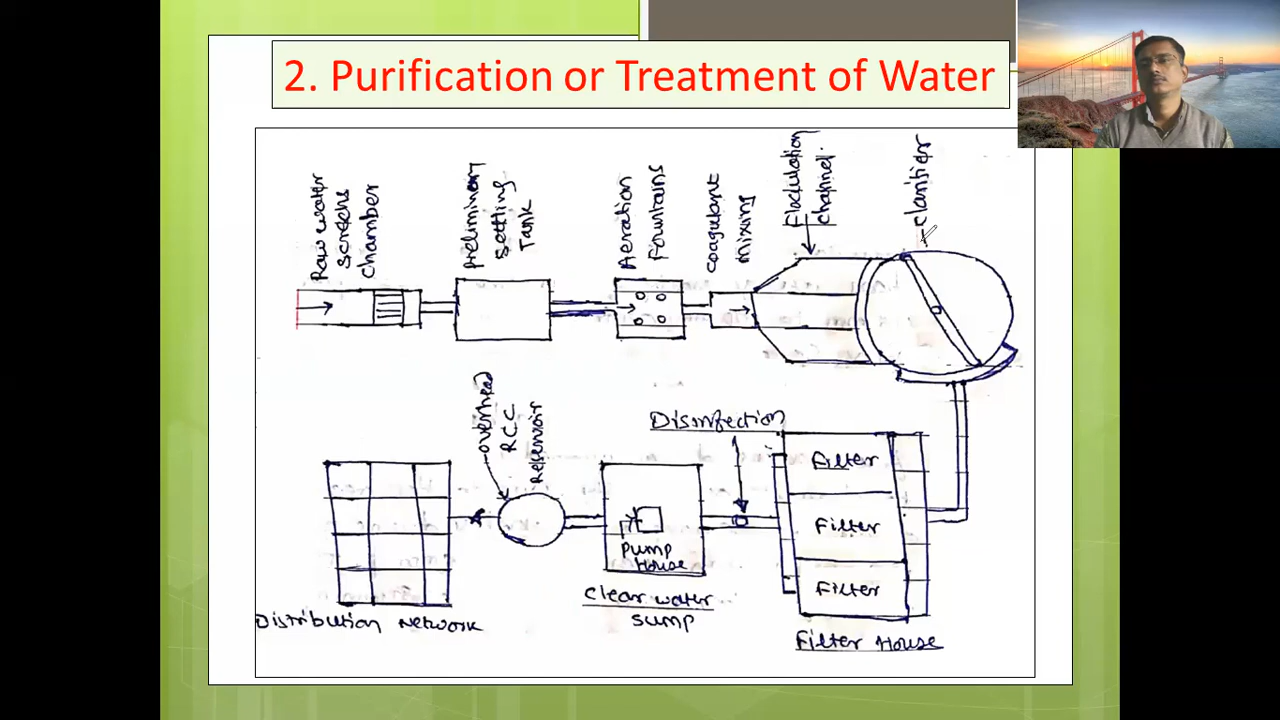 2. Purification or Treatment of Water
Raw water
screens
chamber
preliminary
settling
Tank
Aeration
Fountains
coagulant
mixing
Flocculation
channel.
clarifier
overhead
R.C.C.
Reservoir
Disinfection
Filter
Filter
Filter
Pump
House
clear water
sump
Distribution Network
Filter House